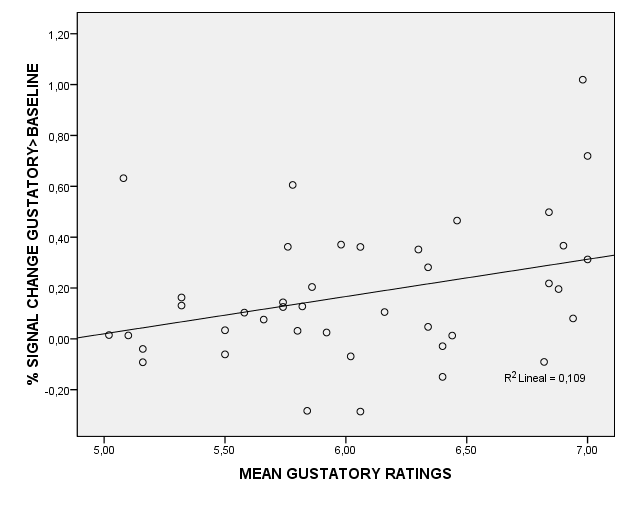 % SIGNAL CHANGE GUSTATORY>BASELINE
1,20
1,00
0,80
0,60
0,40
0,20
0,00
-0,20
R2 Lineal = 0,109
5,00 5,50 6,00 6,50 7,00
MEAN GUSTATORY RATINGS